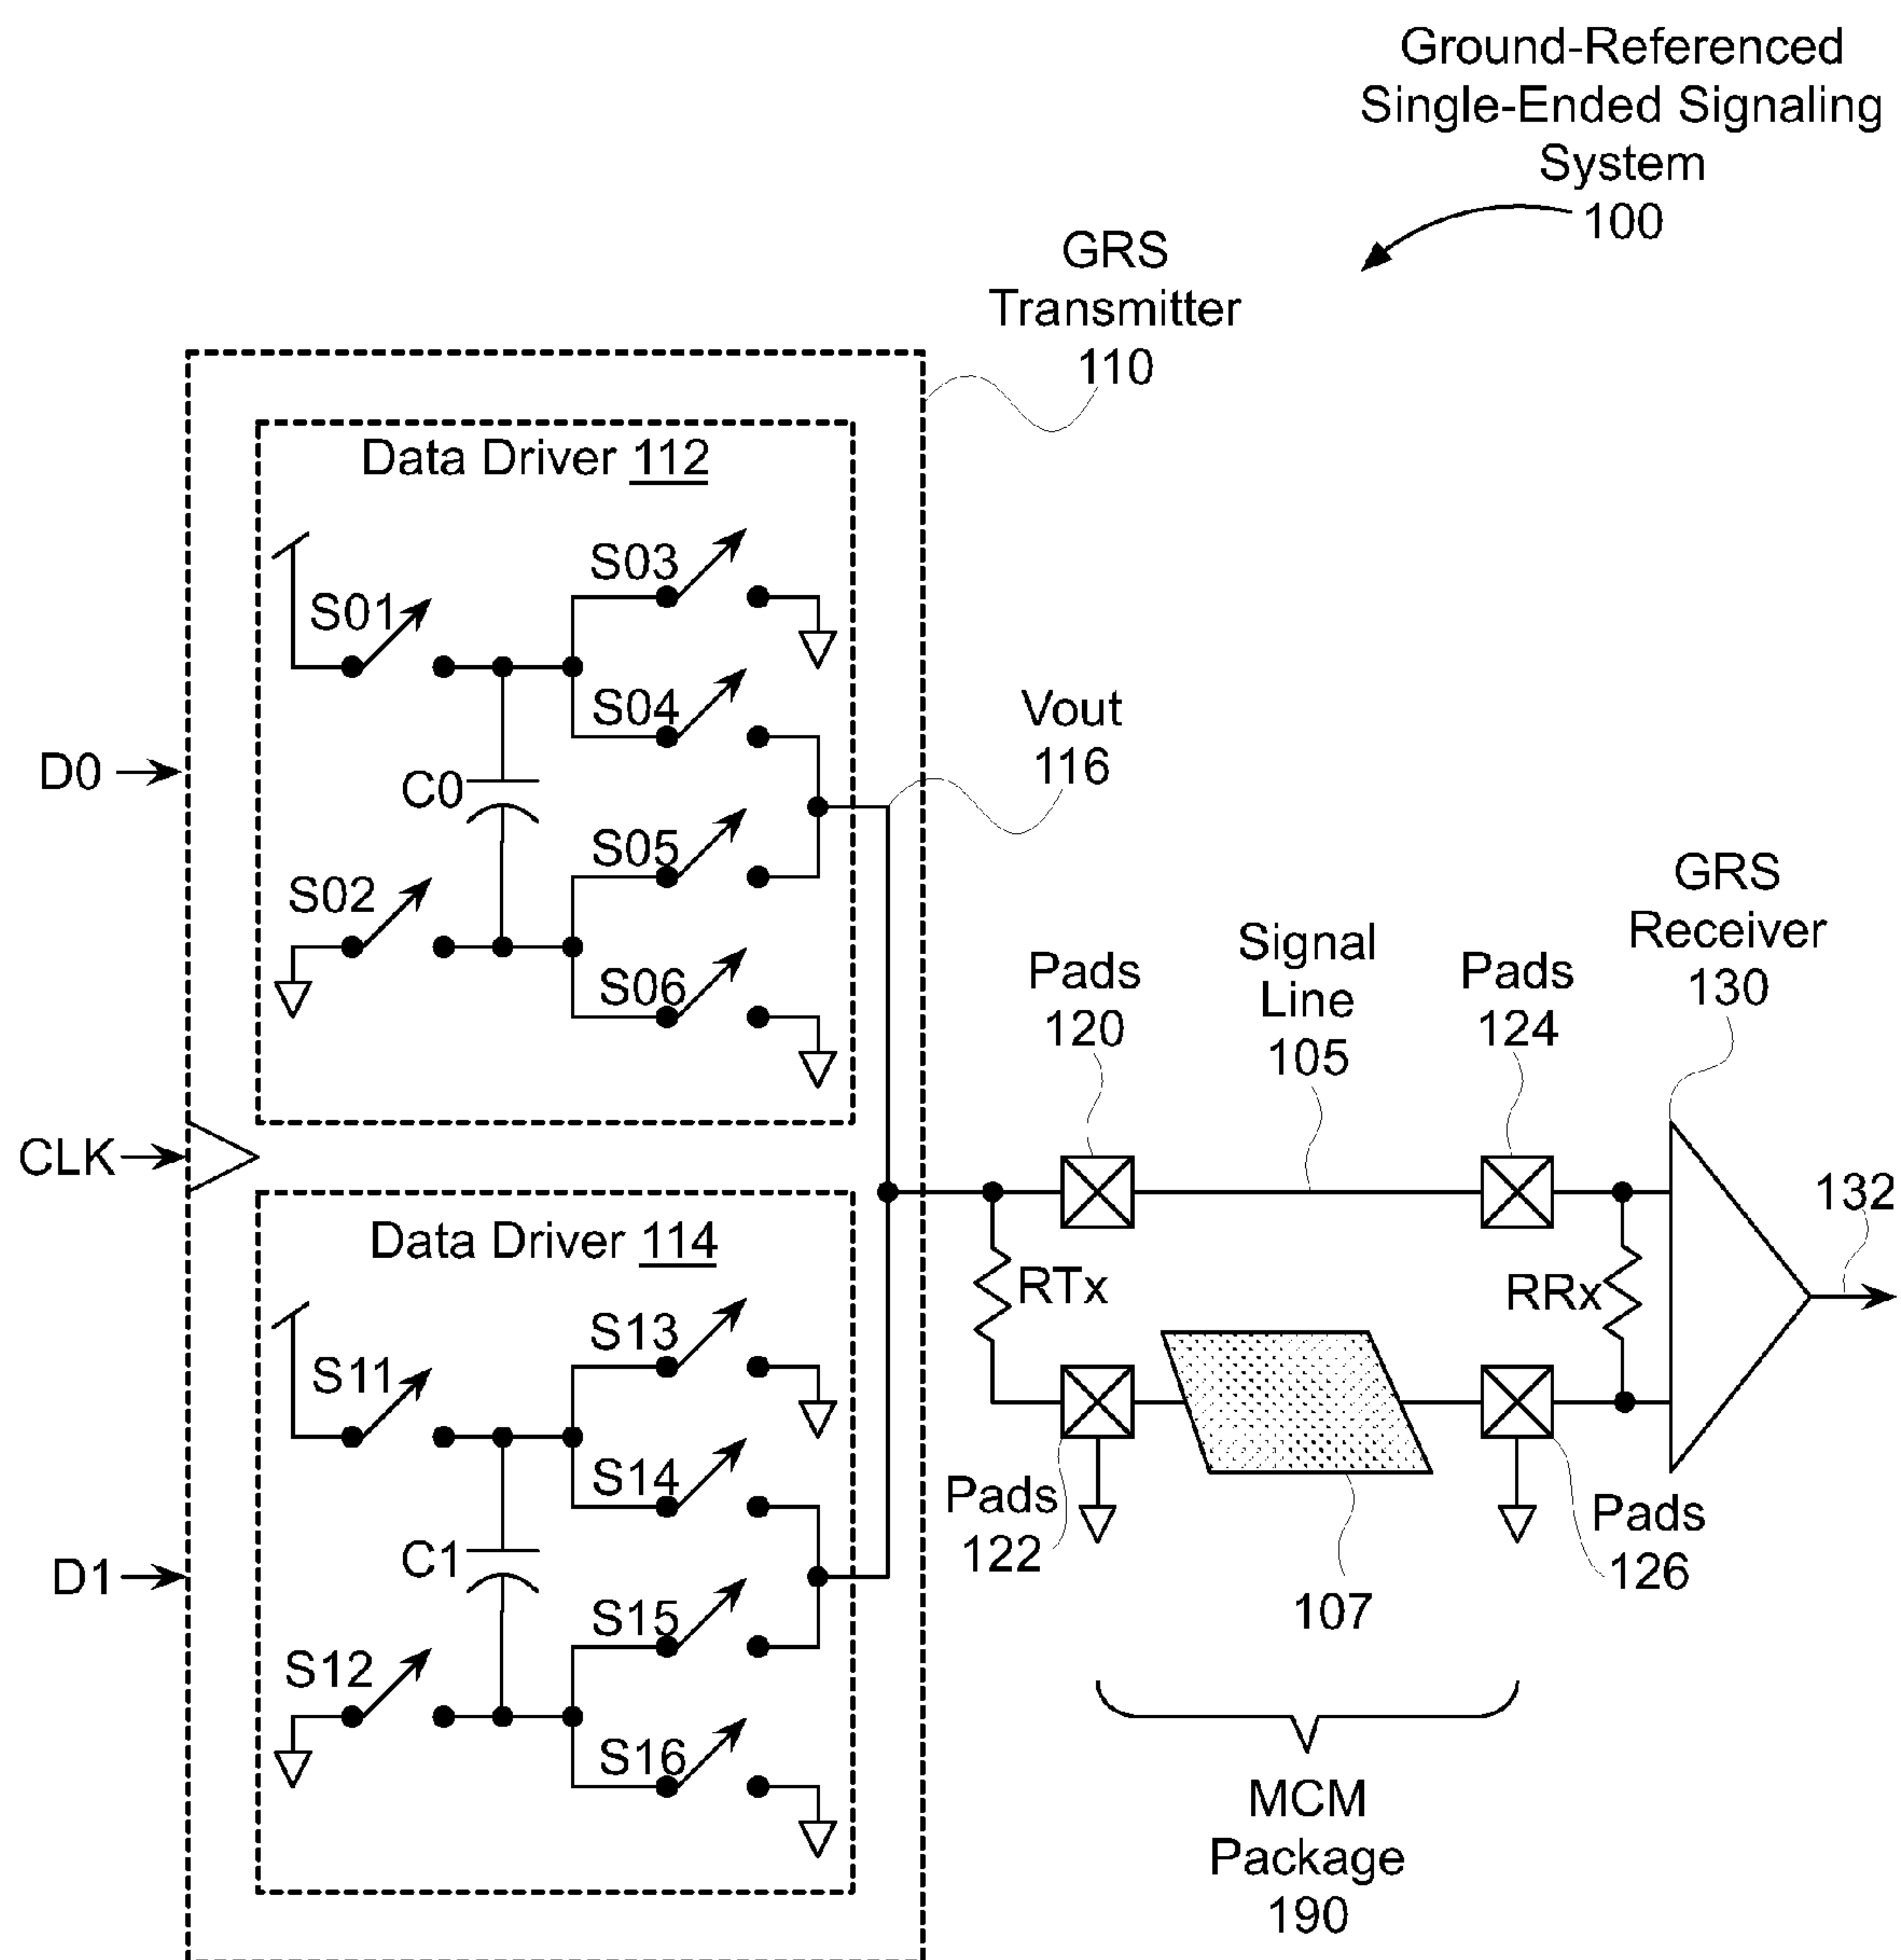 Ground-Referenced
Single-Ended Signaling
System
100
GRS
Transmitter
110
Data Driver 112
S03
S01
S04
Vout
116
D0
C0
S05
S02
S06
GRS
Receiver
130
Signal
Line
105
Pads
120
Pads
124
CLK
132
Data Driver 114
RTx
RRx
S13
S11
S14
Pads
122
Pads
126
C1
D1
107
S15
S12
S16
MCM
Package
190